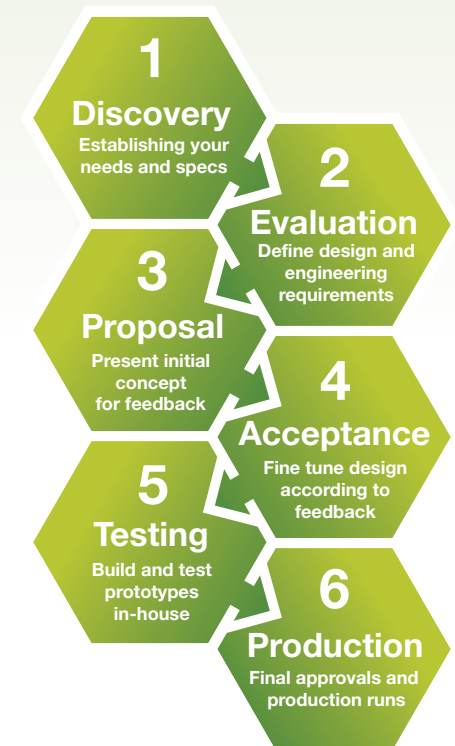 1
Discovery
Establishing your
needs and specs
2
Evaluation
Define design and
engineering
requirements
3
Proposal
Present initial
concept
for feedback
4
Acceptance
Fine tune design
according to
feedback
5
Testing
Build and test
prototypes
in-house
6
Production
Final approvals and
production runs